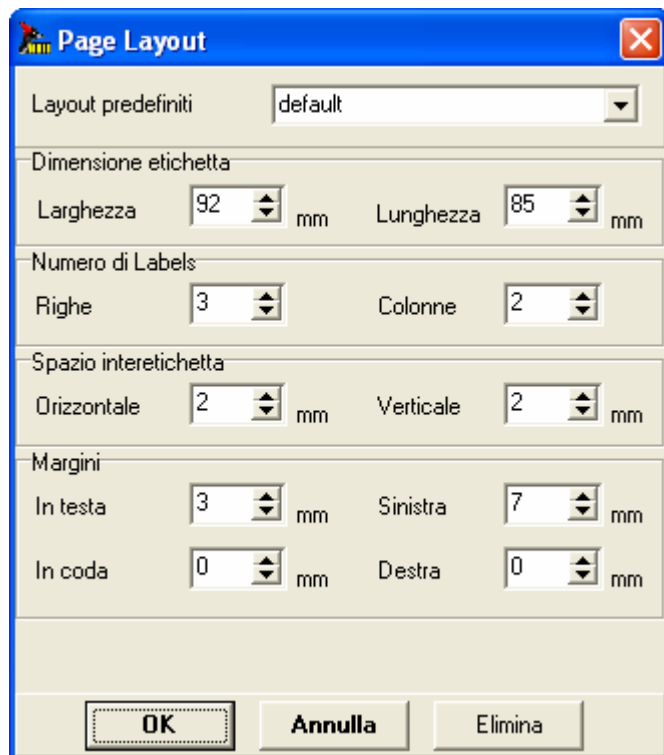 Page Layout
Layout predefiniti default
Dimensione etichetta
Larghezza 92 mm Lunghezza 85 mm
Numero di Labels
Righe 3 Colonne 2
Spazio interetichetta
Orizzontale 2 mm Verticale 2 mm
Margini
In testa 3 mm Sinistra 7 mm
In coda 0 mm Destra 0 mm
OK Annulla Elimina